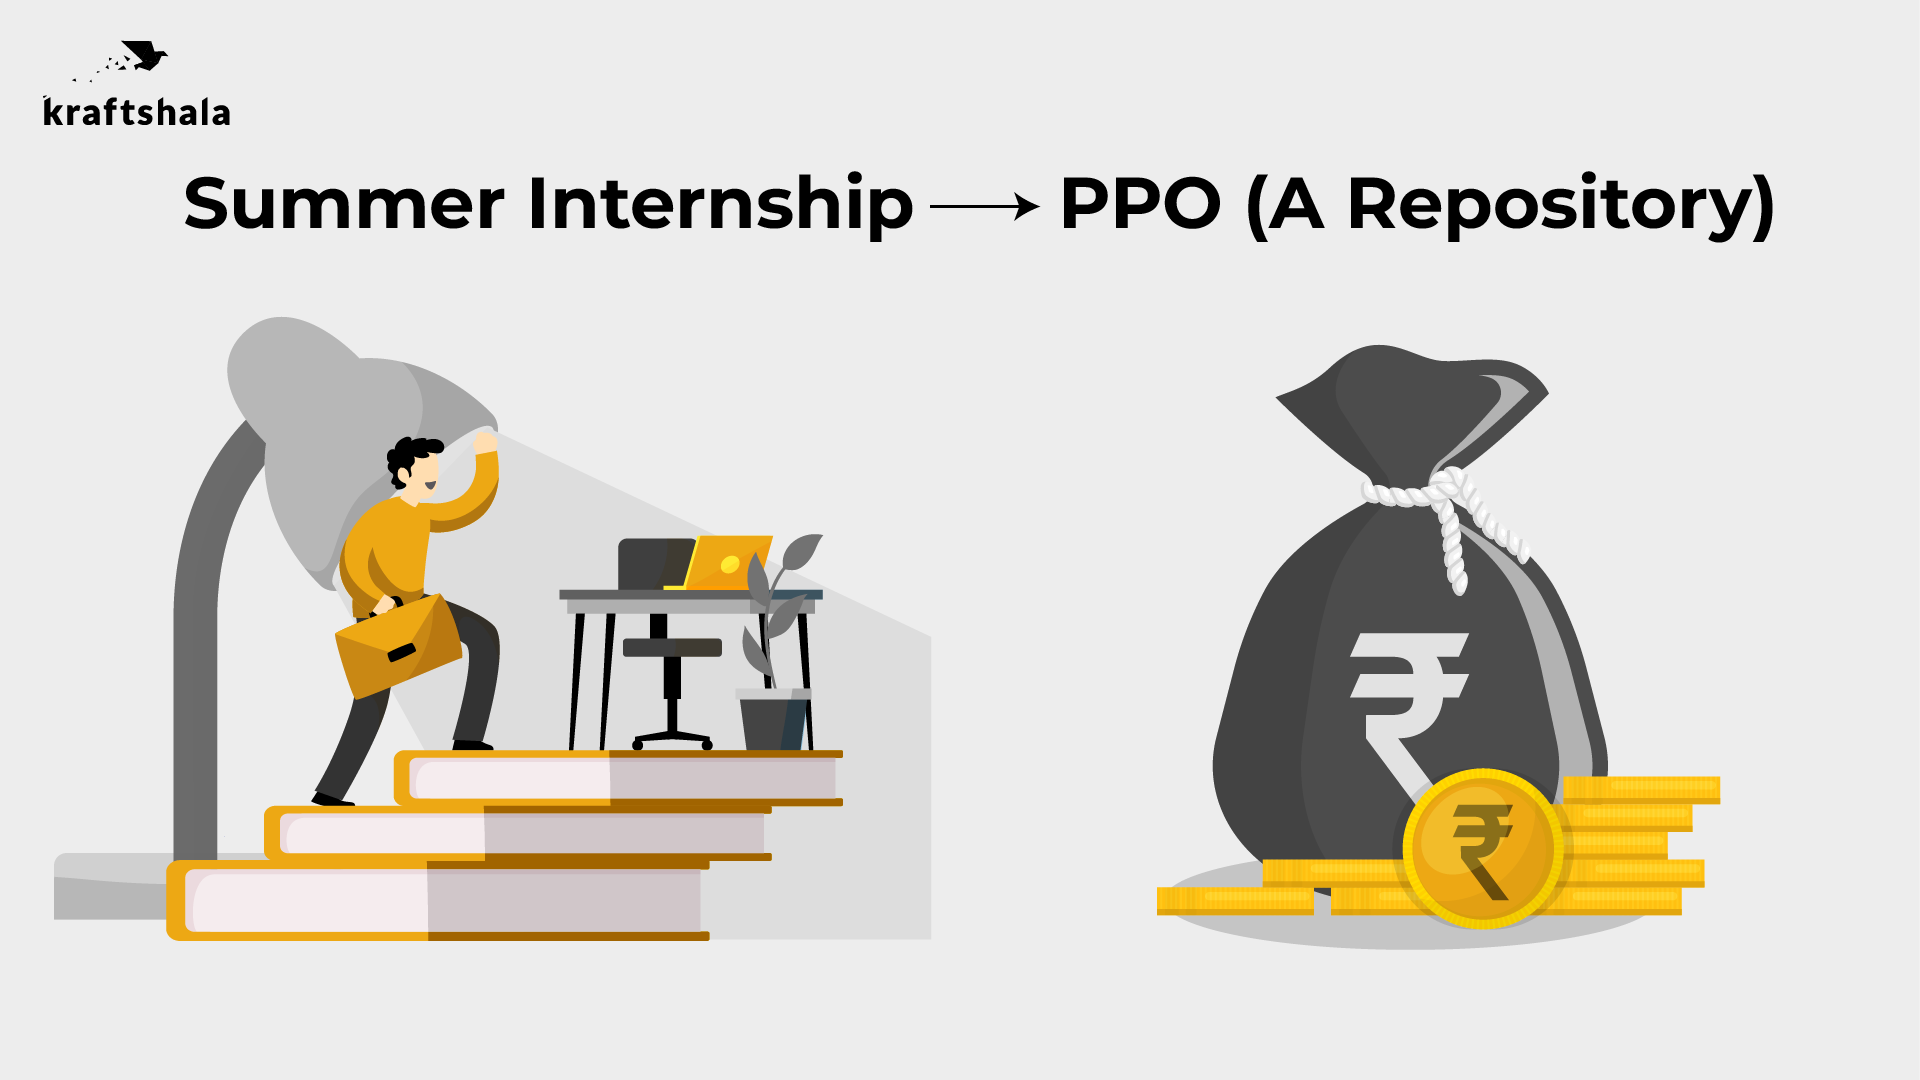 kraftshala
Summer Internship → PPO (A Repository)
₹
₹